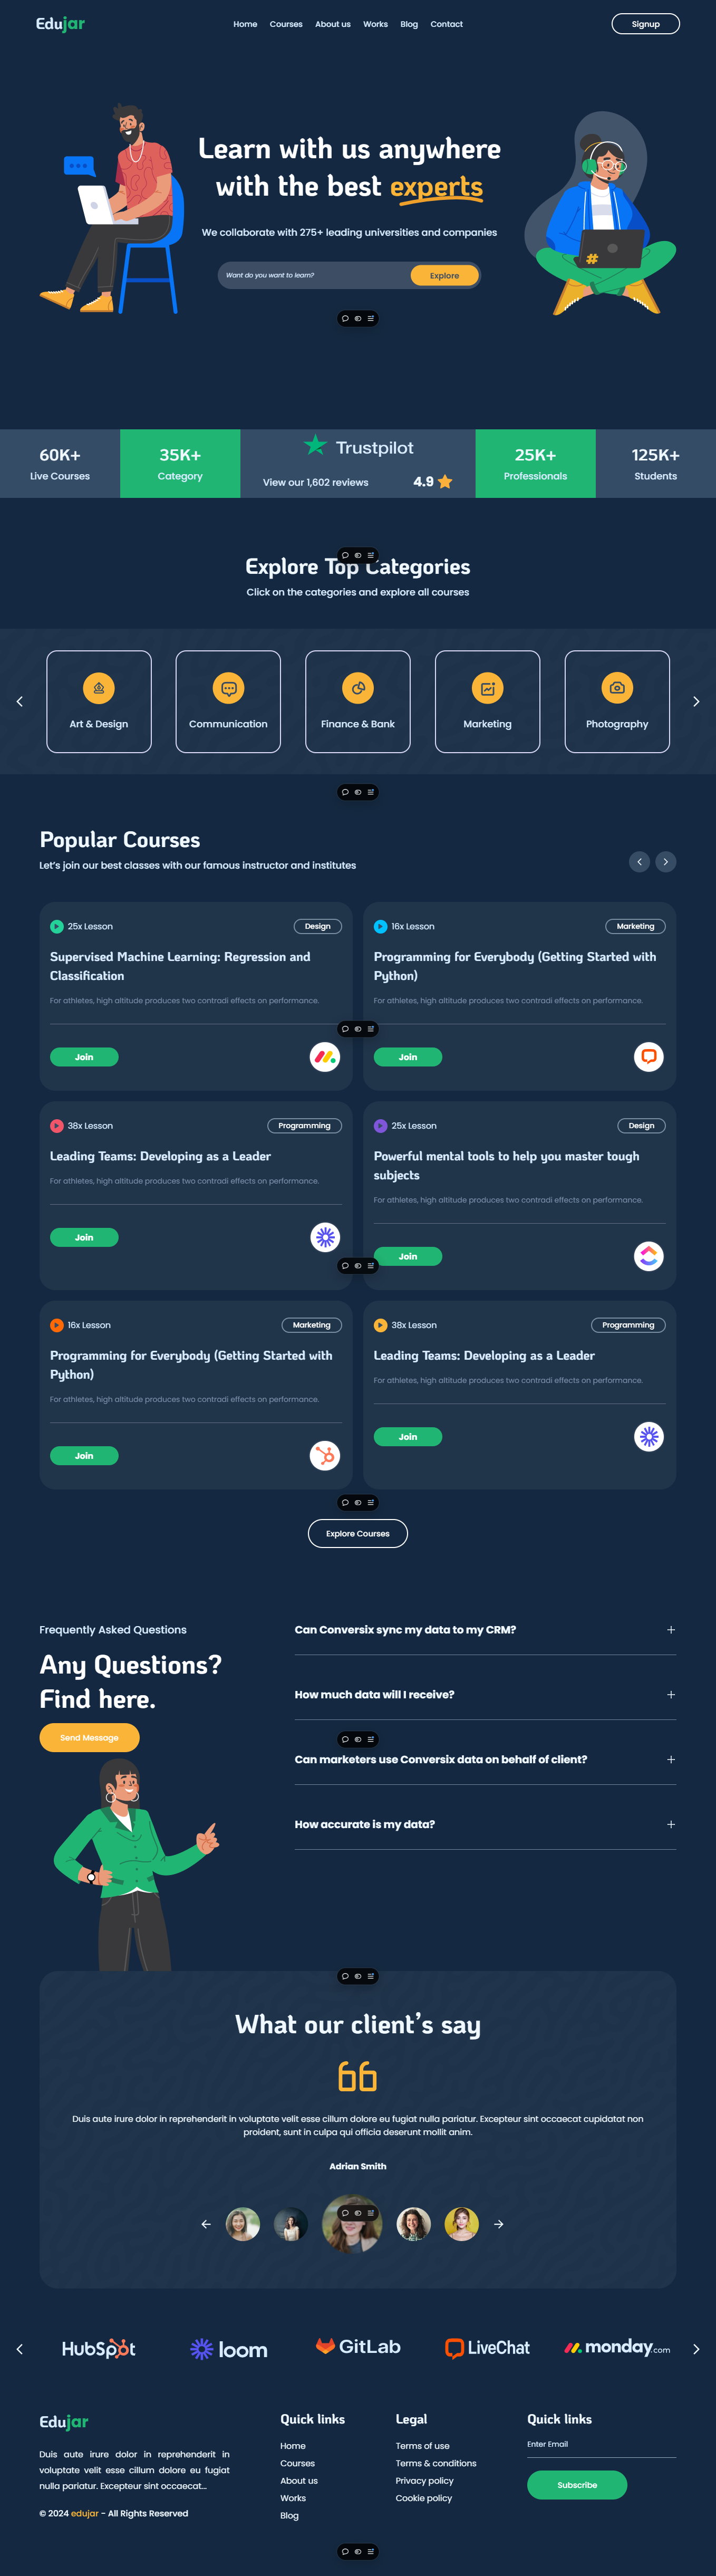 Edujar
Home Courses About us Works Blog Contact
Signup
Learn with us anywhere
with the best experts
We collaborate with 275+ leading universities and companies
Want do you want to learn?
Explore
60K+
Live Courses
35K+
Category
Trustpilot
View our 1,602 reviews 4.9
25K+
Professionals
125K+
Students
Explore Top Categories
Click on the categories and explore all courses
Art & Design
Communication
Finance & Bank
Marketing
Photography
Popular Courses
Let's join our best classes with our famous instructor and institutes
25x Lesson
Design
Supervised Machine Learning: Regression and
Classification
For athletes, high altitude produces two contradi effects on performance.
Join
16x Lesson
Marketing
Programming for Everybody (Getting Started with
Python)
For athletes, high altitude produces two contradi effects on performance.
Join
38x Lesson
Programming
Leading Teams: Developing as a Leader
For athletes, high altitude produces two contradi effects on performance.
Join
25x Lesson
Design
Powerful mental tools to help you master tough
subjects
For athletes, high altitude produces two contradi effects on performance.
Join
16x Lesson
Marketing
Programming for Everybody (Getting Started with
Python)
For athletes, high altitude produces two contradi effects on performance.
Join
38x Lesson
Programming
Leading Teams: Developing as a Leader
For athletes, high altitude produces two contradi effects on performance.
Join
Explore Courses
Frequently Asked Questions
Any Questions?
Find here.
Send Message
Can Conversix sync my data to my CRM?
How much data will I receive?
Can marketers use Conversix data on behalf of client?
How accurate is my data?
What our client's say
Duis aute irure dolor in reprehenderit in voluptate velit esse cillum dolore eu fugiat nulla pariatur. Excepteur sint occaecat cupidatat non
proident, sunt in culpa qui officia deserunt mollit anim.
Adrian Smith
HubSpot
loom
GitLab
LiveChat
monday.com
Edujar
Duis aute irure dolor in reprehenderit in
voluptate velit esse cillum dolore eu fugiat
nulla pariatur. Excepteur sint occaecat...
© 2024 edujar - All Rights Reserved
Quick links
Home
Courses
About us
Works
Blog
Legal
Terms of use
Terms & conditions
Privacy policy
Cookie policy
Quick links
Enter Email
Subscribe